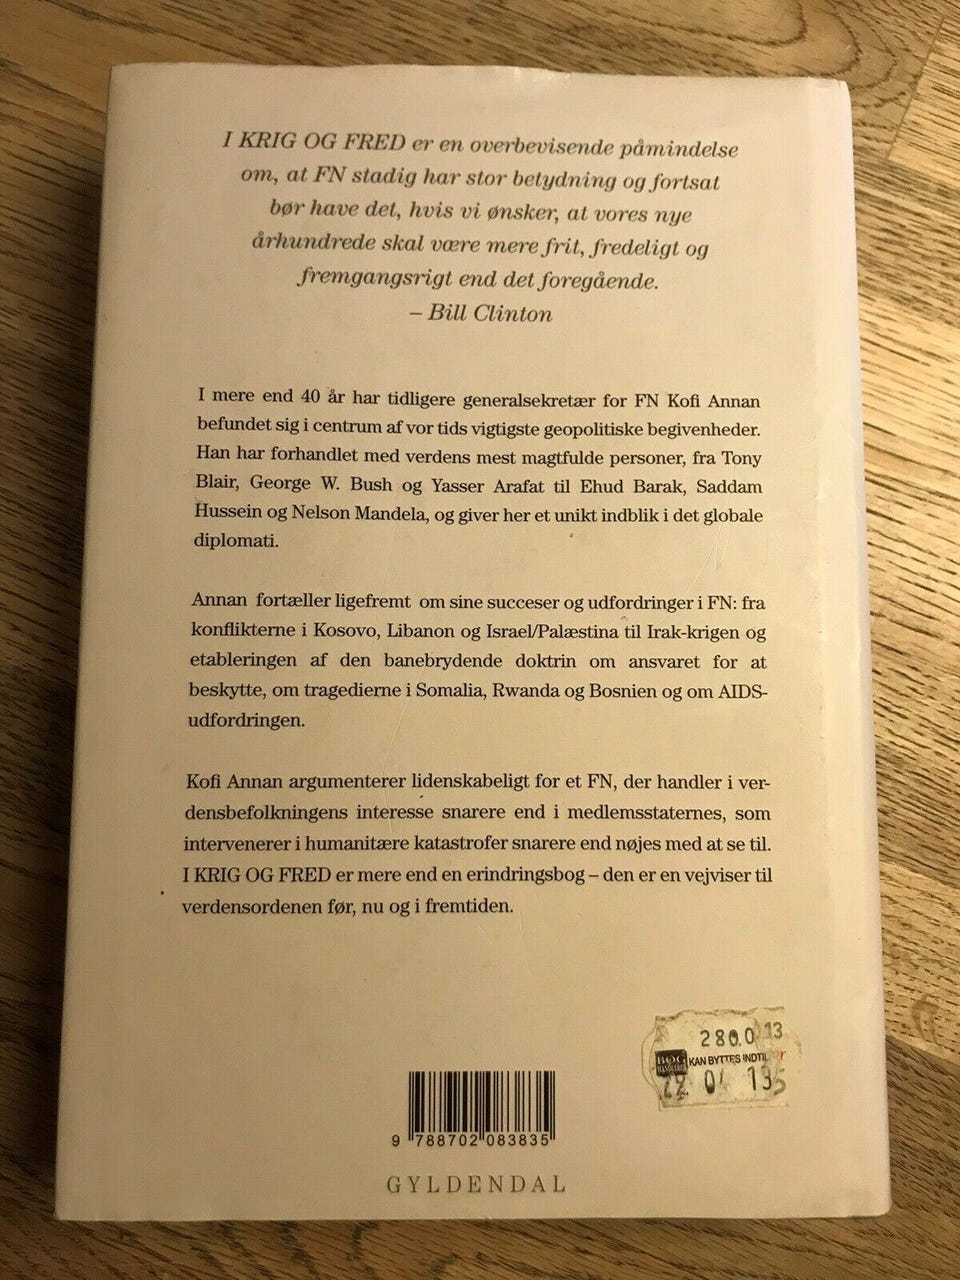 I KRIG OG FRED er en overbevisende påmindelse
om, at FN stadig har stor betydning og fortsat
bør have det, hvis vi ønsker, at vores nye
århundrede skal være mere frit, fredeligt og
fremgangsrigt end det foregående.
– Bill Clinton
I mere end 40 år har tidligere generalsekretær for FN Kofi Annan
befundet sig i centrum af vor tids vigtigste geopolitiske begivenheder.
Han har forhandlet med verdens mest magtfulde personer, fra Tony
Blair, George W. Bush og Yasser Arafat til Ehud Barak, Saddam
Hussein og Nelson Mandela, og giver her et unikt indblik i det globale
diplomati.
Annan fortæller ligefremt om sine succeser og udfordringer i FN: fra
konflikterne i Kosovo, Libanon og Israel/Palæstina til Irak-krigen og
etableringen af den banebrydende doktrin om ansvaret for at
beskytte, om tragedierne i Somalia, Rwanda og Bosnien og om AIDS-
udfordringen.
Kofi Annan argumenterer lidenskabeligt for et FN, der handler i ver-
densbefolkningens interesse snarere end i medlemsstaternes, som
intervenerer i humanitære katastrofer snarere end nøjes med at se til.
I KRIG OG FRED er mere end en erindringsbog – den er en vejviser til
verdensordenen før, nu og i fremtiden.
280.0 13
BOG KAN BYTTES INDTIL
9 788702 083835
GYLDENDAL